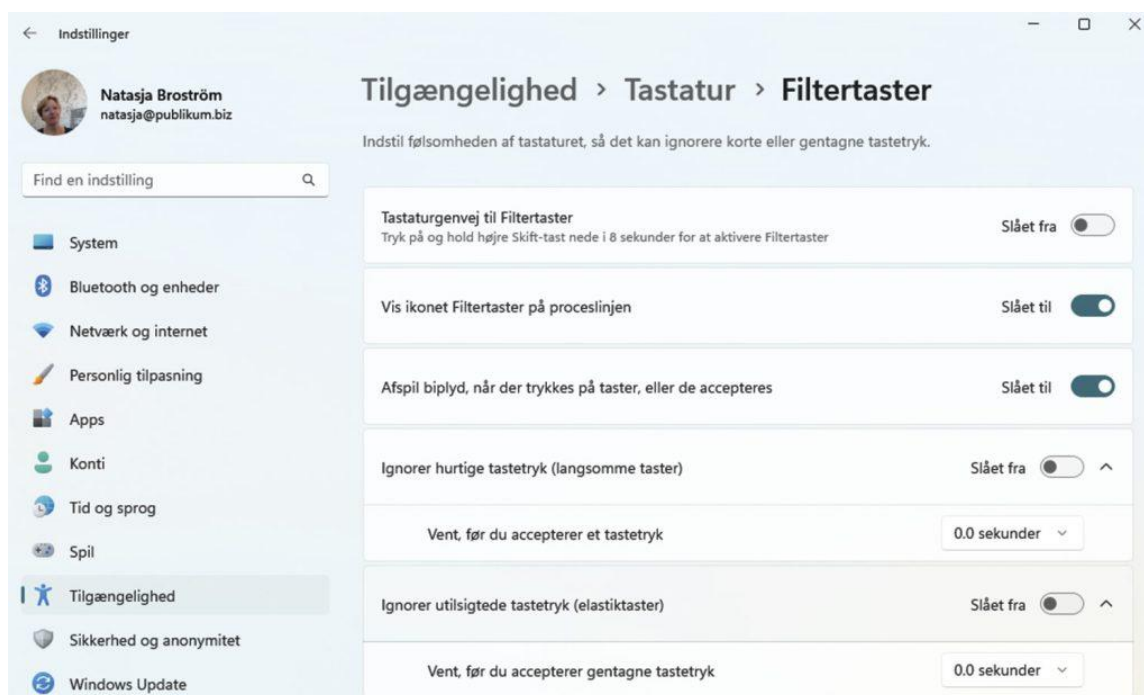 Indstillinger
Natasja Broström
natasja@publikum.biz
Find en indstilling
System
Bluetooth og enheder
Netværk og internet
Personlig tilpasning
Apps
Konti
Tid og sprog
Spil
Tilgængelighed
Sikkerhed og anonymitet
Windows Update
Tilgængelighed > Tastatur > Filtertaster
Indstil følsomheden af tastaturet, så det kan ignorere korte eller gentagne tastetryk.
Tastaturgenvej til Filtertaster
Tryk på og hold højre Skift-tast nede i 8 sekunder for at aktivere Filtertaster
Slået fra
Vis ikonet Filtertaster på proceslinjen
Slået til
Afspil biplyd, når der trykkes på taster, eller de accepteres
Slået til
Ignorer hurtige tastetryk (langsomme taster)
Slået fra
Vent, før du accepterer et tastetryk
0.0 sekunder
Ignorer utilsigtede tastetryk (elastiktaster)
Slået fra
Vent, før du accepterer gentagne tastetryk
0.0 sekunder